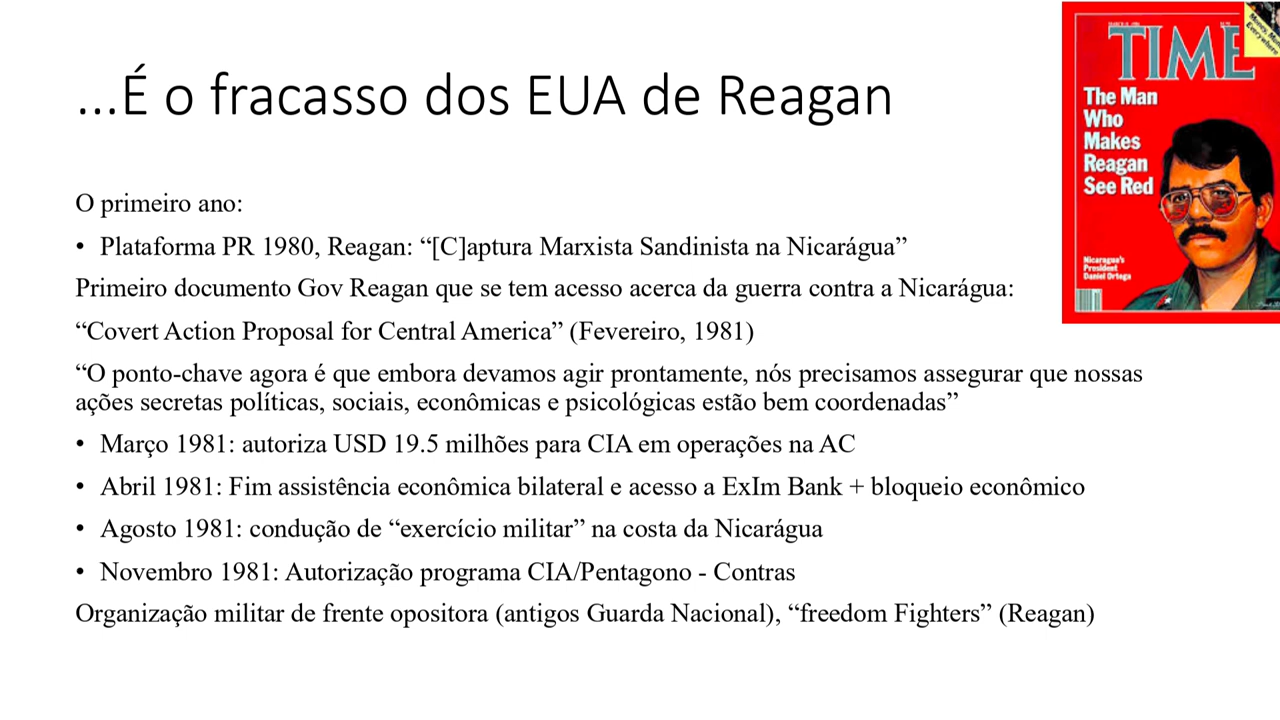 ...É o fracasso dos EUA de Reagan
O primeiro ano:
• Plataforma PR 1980, Reagan: “[C]aptura Marxista Sandinista na Nicarágua”
Primeiro documento Gov Reagan que se tem acesso acerca da guerra contra a Nicarágua:
“Covert Action Proposal for Central America” (Fevereiro, 1981)
“O ponto-chave agora é que embora devamos agir prontamente, nós precisamos assegurar que nossas
ações secretas políticas, sociais, econômicas e psicológicas estão bem coordenadas”
• Março 1981: autoriza USD 19.5 milhões para CIA em operações na AC
• Abril 1981: Fim assistência econômica bilateral e acesso a ExIm Bank + bloqueio econômico
• Agosto 1981: condução de “exercício militar” na costa da Nicarágua
• Novembro 1981: Autorização programa CIA/Pentagono - Contras
Organização militar de frente opositora (antigos Guarda Nacional), “freedom Fighters” (Reagan)
TIME
The Man
Who
Makes
Reagan
See Red
Nicaragua's
President
Daniel Ortega